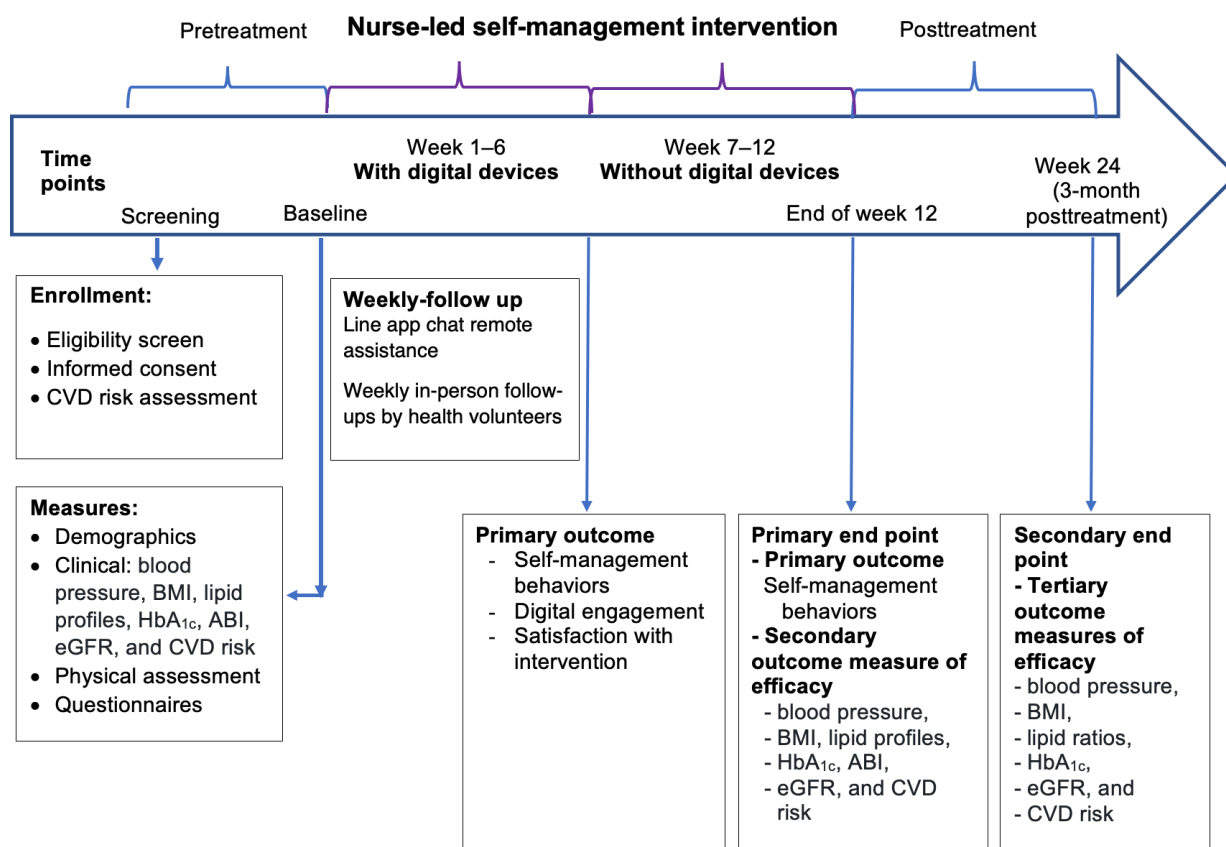 Pretreatment
Nurse-led self-management intervention
Posttreatment
Time
points
Screening
Baseline
Week 1–6
With digital devices
Week 7–12
Without digital devices
End of week 12
Week 24
(3-month
posttreatment)
Enrollment:
• Eligibility screen
• Informed consent
• CVD risk assessment
Weekly-follow up
Line app chat remote
assistance
Weekly in-person follow-
ups by health volunteers
Measures:
• Demographics
• Clinical: blood
pressure, BMI, lipid
profiles, HbA1c, ABI,
eGFR, and CVD risk
• Physical assessment
• Questionnaires
Primary outcome
- Self-management
behaviors
- Digital engagement
- Satisfaction with
intervention
Primary end point
- Primary outcome
Self-management
behaviors
- Secondary
outcome measure of
efficacy
- blood pressure,
- BMI, lipid profiles,
- HbA1c, ABI,
- eGFR, and CVD
risk
Secondary end
point
- Tertiary
outcome
measures of
efficacy
- blood pressure,
- BMI,
- lipid ratios,
- HbA1c,
- eGFR, and
- CVD risk